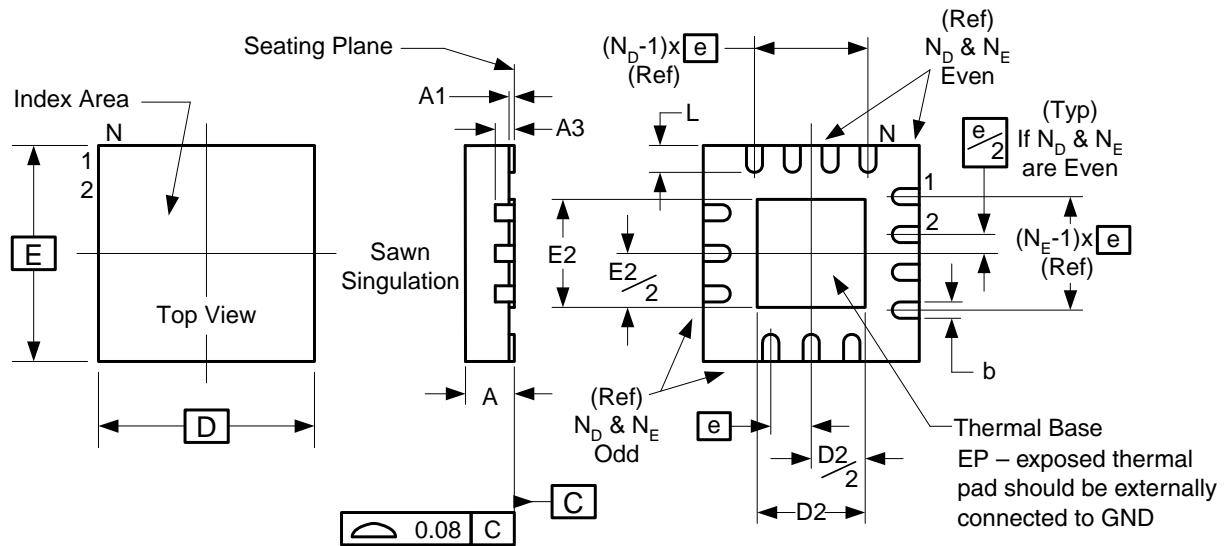 Seating Plane
Index Area
N
1
2
E
Top View
D
A1
A3
Sawn
Singulation
A
0.08 C
C
(N_D-1)x e
(Ref)
(Ref)
N_D & N_E
Even
L
N
e/2
(Typ)
If N_D & N_E
are Even
1
2
(N_E-1)x e
(Ref)
E2
E2/2
b
(Ref)
N_D & N_E
Odd
e
D2/2
D2
Thermal Base
EP – exposed thermal
pad should be externally
connected to GND